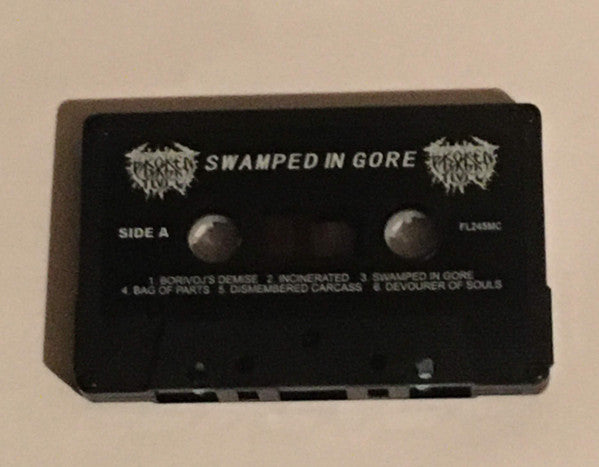 BROKEN HOPE SWAMPED IN GORE BROKEN HOPE
SIDE A FL245MC
1. BORIVOJ'S DEMISE 2. INCINERATED 3. SWAMPED IN GORE
4. BAG OF PARTS 5. DISMEMBERED CARCASS 6. DEVOURER OF SOULS